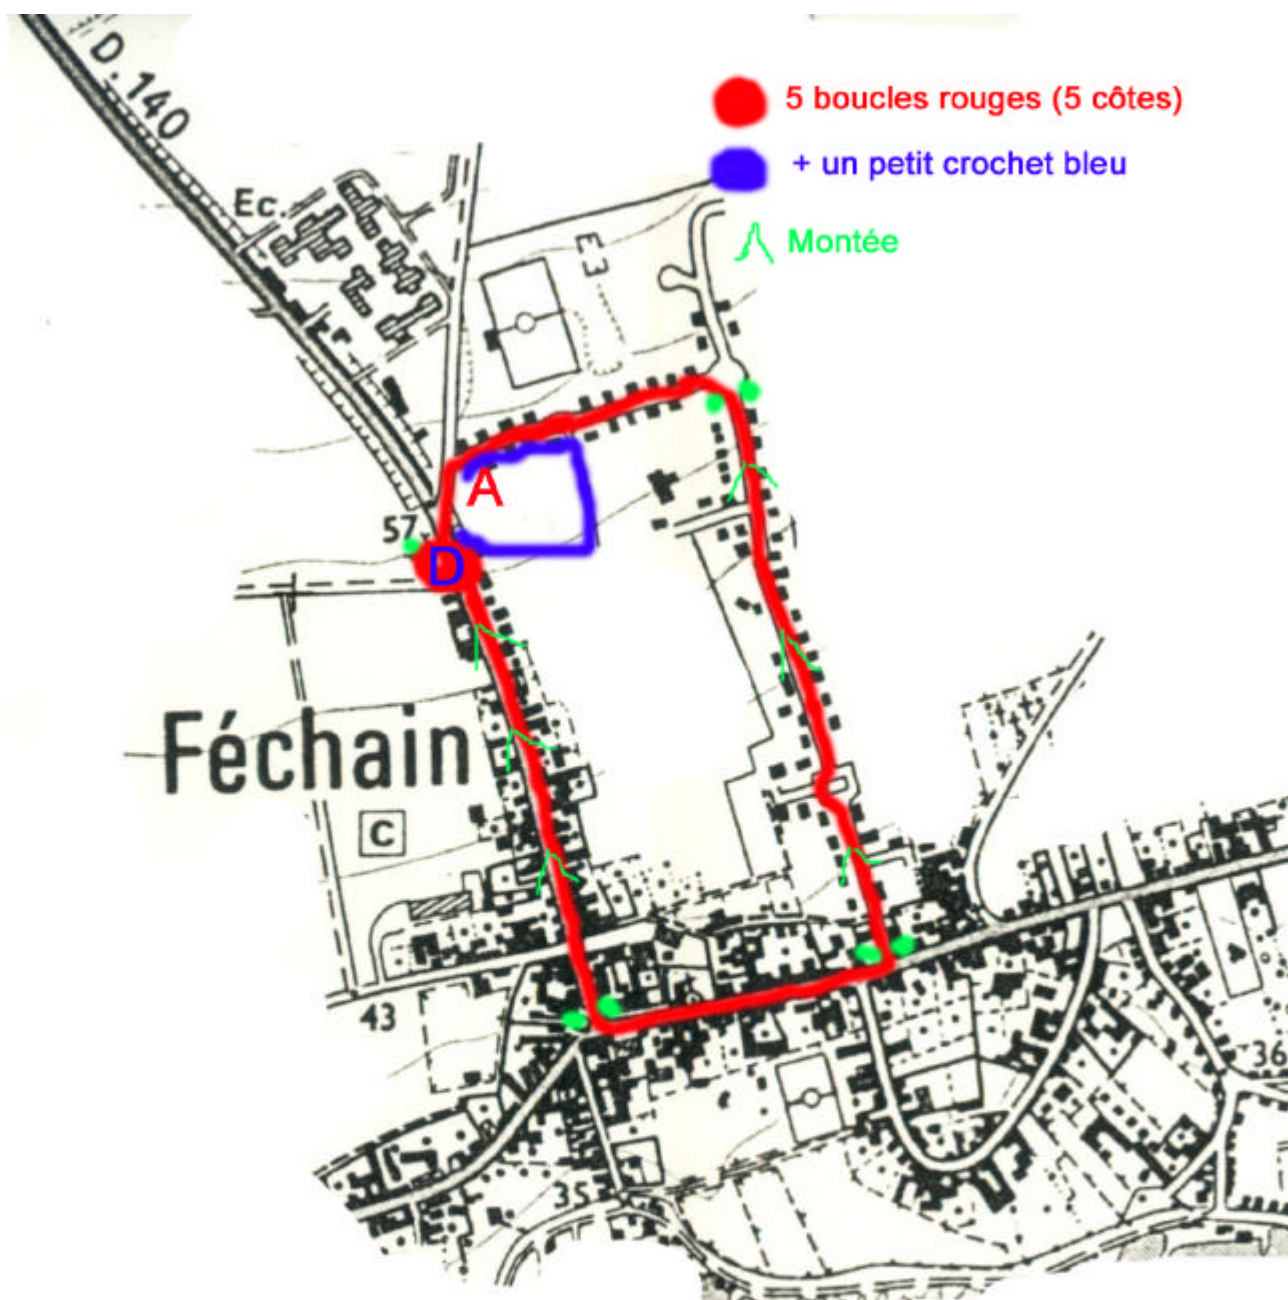 D.140
5 boucles rouges (5 côtes)
+ un petit crochet bleu
Ec.
Montée
A
57
D
Féchain
C
43
36
35